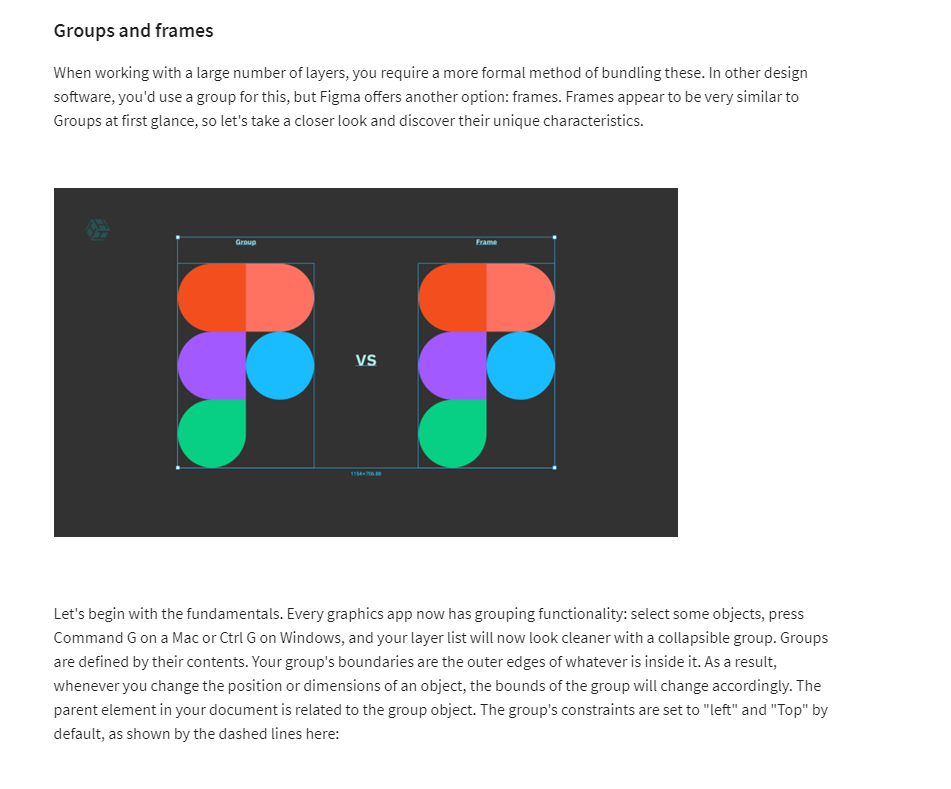 Groups and frames
When working with a large number of layers, you require a more formal method of bundling these. In other design
software, you'd use a group for this, but Figma offers another option: frames. Frames appear to be very similar to
Groups at first glance, so let's take a closer look and discover their unique characteristics.
Group
Frame
VS
Let's begin with the fundamentals. Every graphics app now has grouping functionality: select some objects, press
Command G on a Mac or Ctrl G on Windows, and your layer list will now look cleaner with a collapsible group. Groups
are defined by their contents. Your group's boundaries are the outer edges of whatever is inside it. As a result,
whenever you change the position or dimensions of an object, the bounds of the group will change accordingly. The
parent element in your document is related to the group object. The group's constraints are set to "left" and "Top" by
default, as shown by the dashed lines here: